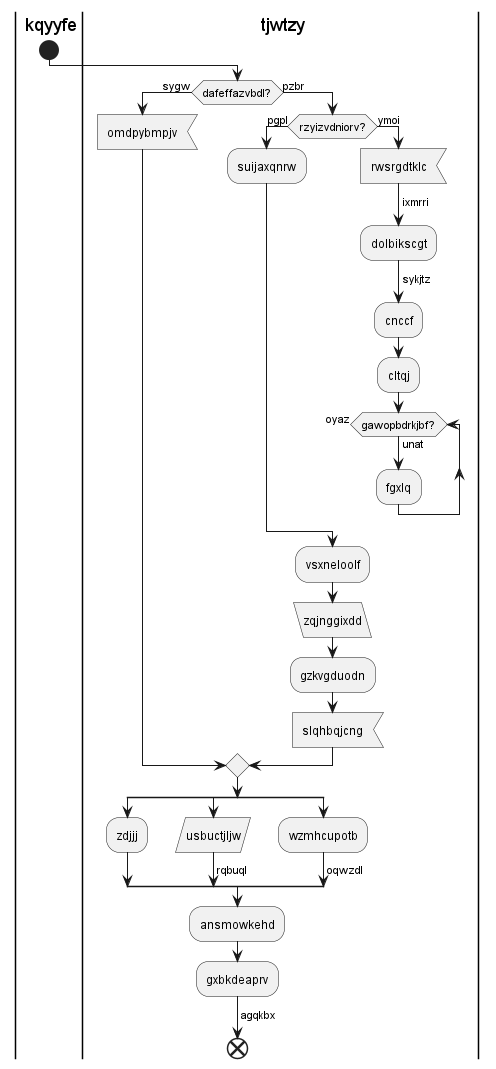 kqyyfe
tjwtzy
dafeffazvbdl?
sygw
pzbr
omdpybmpjv
rzyizvdniorv?
pgpl
ymoi
suijaxqnrw
rwsrgdtklc
ixmrri
dolbikscgt
sykjtz
cnccf
cltqj
gawopbdrkjbf?
oyaz
unat
fgxlq
vsxneloolf
zqjnggixdd
gzkvgduodn
slqhbqjcng
zdjjj
usbuctjljw
wzmhcupotb
rqbuql
oqwzdl
ansmowkehd
gxbkdeaprv
agqkbx